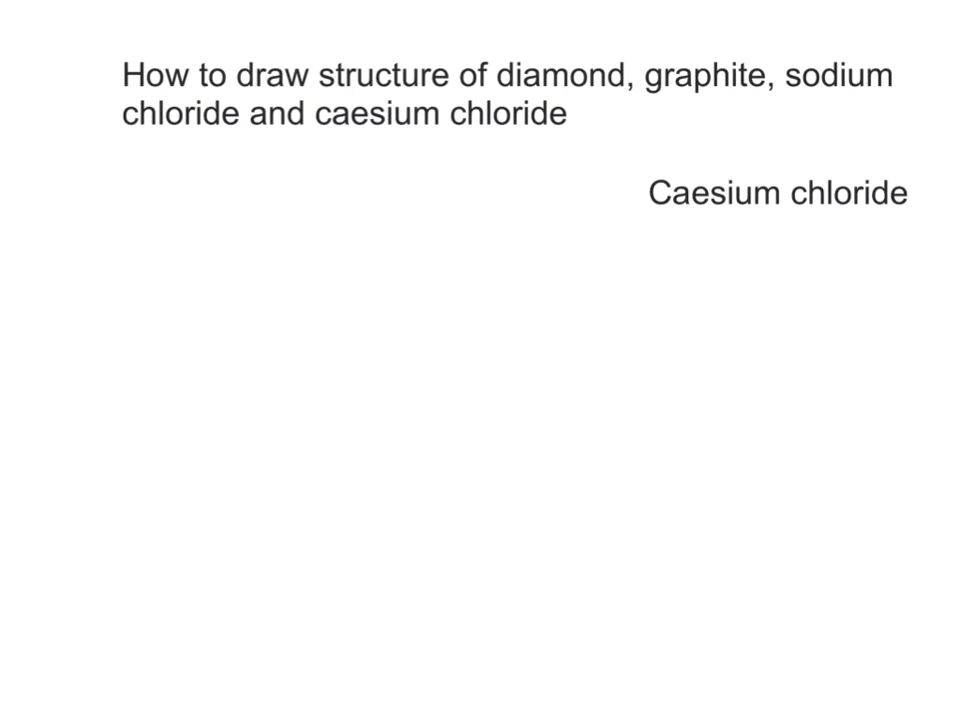 How to draw structure of diamond, graphite, sodium
chloride and caesium chloride
Caesium chloride